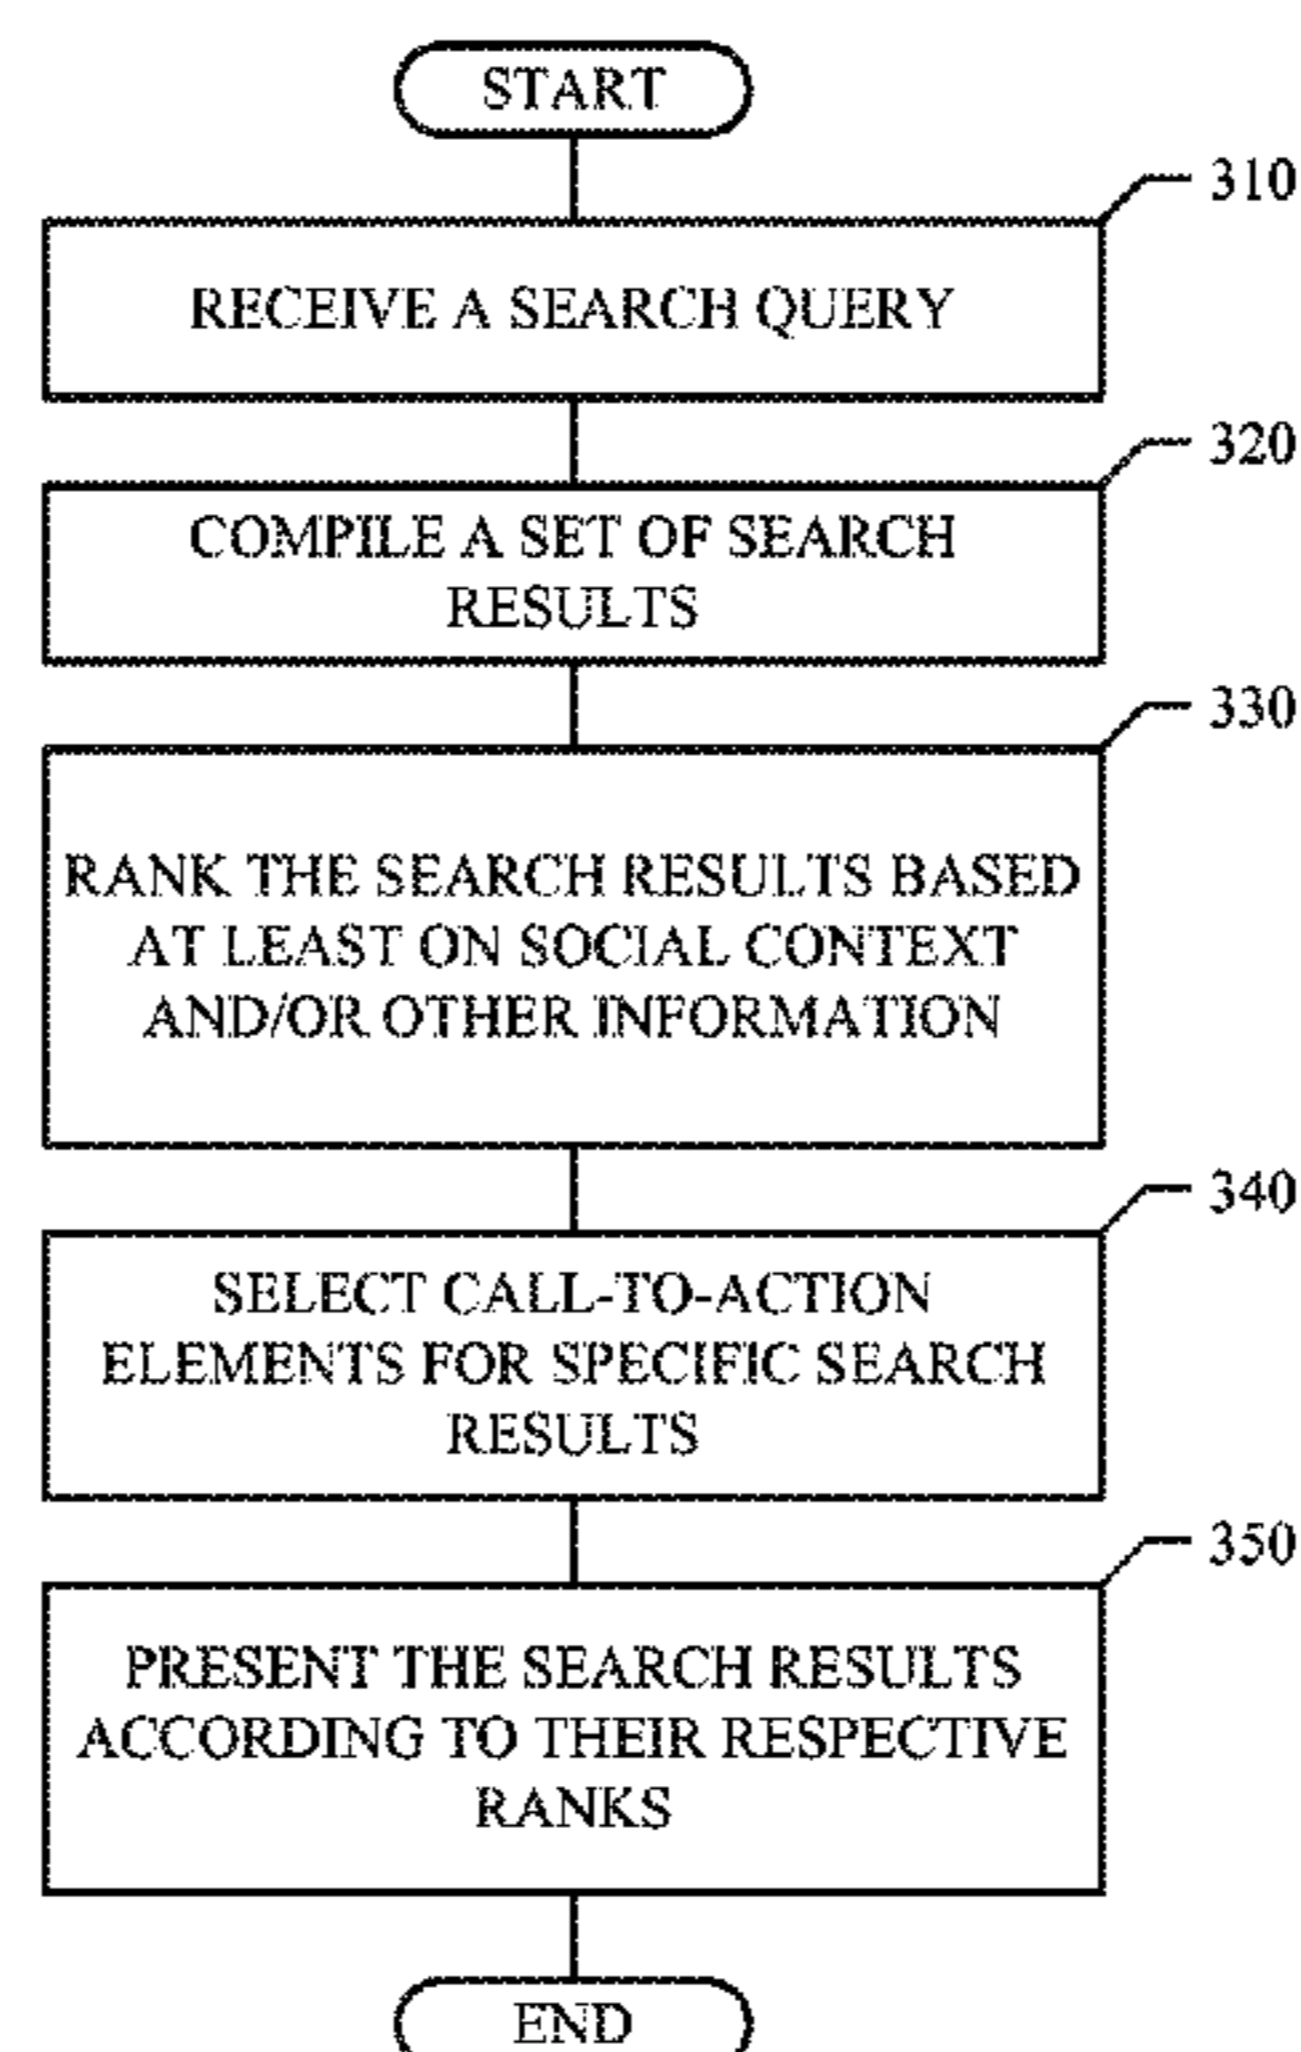 START
310
RECEIVE A SEARCH QUERY
320
COMPILE A SET OF SEARCH
RESULTS
330
RANK THE SEARCH RESULTS BASED
AT LEAST ON SOCIAL CONTEXT
AND/OR OTHER INFORMATION
340
SELECT CALL-TO-ACTION
ELEMENTS FOR SPECIFIC SEARCH
RESULTS
350
PRESENT THE SEARCH RESULTS
ACCORDING TO THEIR RESPECTIVE
RANKS
END